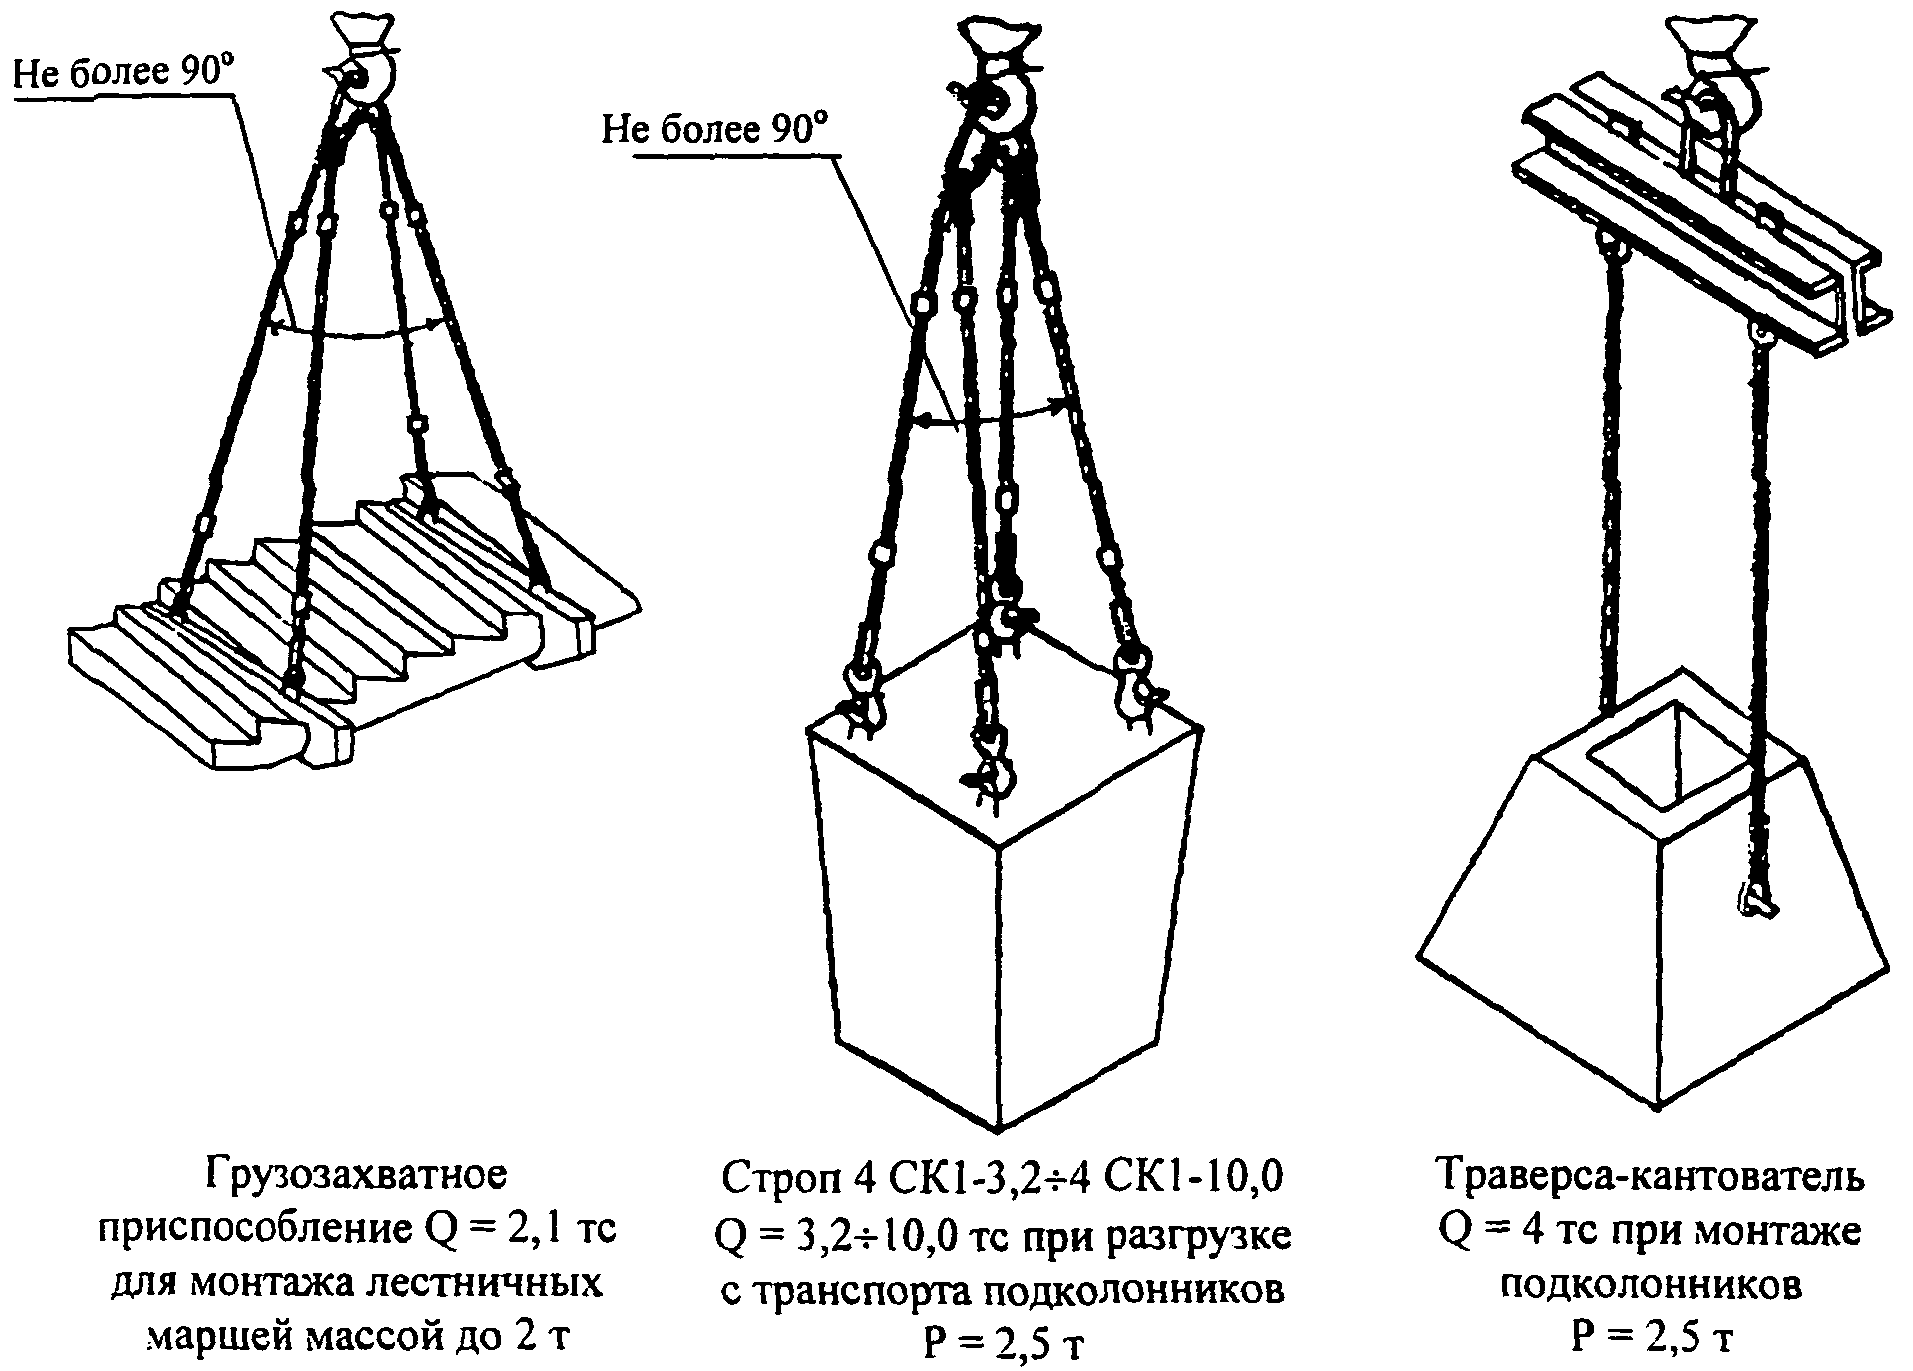 Не более 90°
Не более 90°
Грузозахватное
приспособление Q = 2,1 тс
для монтажа лестничных
маршей массой до 2 т
Строп 4 СК1-3,2÷4 СК1-10,0
Q = 3,2÷10,0 тс при разгрузке
с транспорта подколонников
P = 2,5 т
Траверса-кантователь
Q = 4 тс при монтаже
подколонников
P = 2,5 т